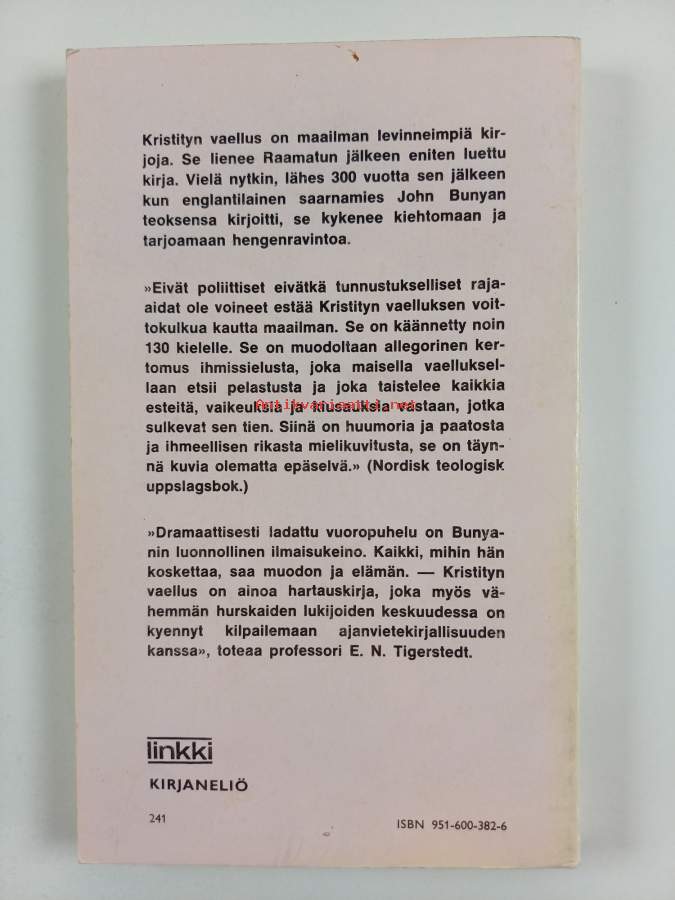 Kristityn vaellus on maailman levinneimpiä kir-
joja. Se lienee Raamatun jälkeen eniten luettu
kirja. Vielä nytkin, lähes 300 vuotta sen jälkeen
kun englantilainen saarnamies John Bunyan
teoksensa kirjoitti, se kykenee kiehtomaan ja
tarjoamaan hengenravintoa.
»Eivät poliittiset eivätkä tunnustukselliset raja-
aidat ole voineet estää Kristityn vaelluksen voit-
tokulkua kautta maailman. Se on käännetty noin
130 kielelle. Se on muodoltaan allegorinen ker-
tomus ihmissielusta, joka maisella vaelluksel-
laan etsii pelastusta ja joka taistelee kaikkia
esteitä, vaikeuksia ja kiusauksia vastaan, jotka
Antikvariaatti.net
sulkevat sen tien. Siinä on huumoria ja paatosta
ja ihmeellisen rikasta mielikuvitusta, se on täyn-
nä kuvia olematta epäselvä.» (Nordisk teologisk
uppslagsbok.)
»Dramaattisesti ladattu vuoropuhelu on Bunya-
nin luonnollinen ilmaisukeino. Kaikki, mihin hän
koskettaa, saa muodon ja elämän. — Kristityn
vaellus on ainoa hartauskirja, joka myös vä-
hemmän hurskaiden lukijoiden keskuudessa on
kyennyt kilpailemaan ajanvietekirjallisuuden
kanssa», toteaa professori E. N. Tigerstedt.
linkki
KIRJANELIÖ
241
ISBN 951-600-382-6